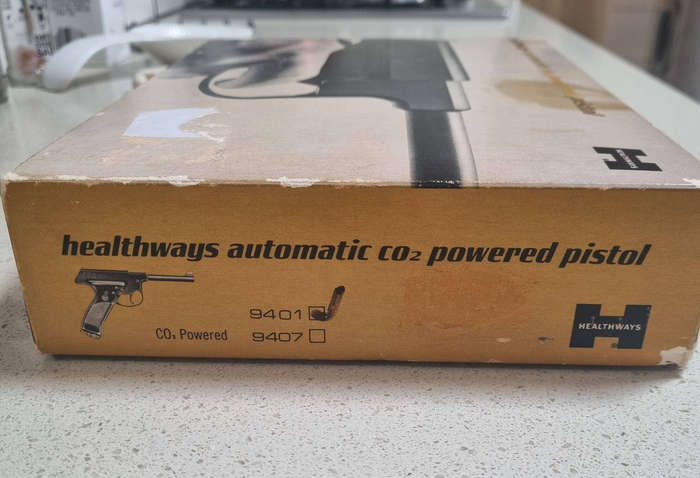 healthways automatic co₂ powered pistol
9401
CO₂ Powered 9407
HEALTHWAYS